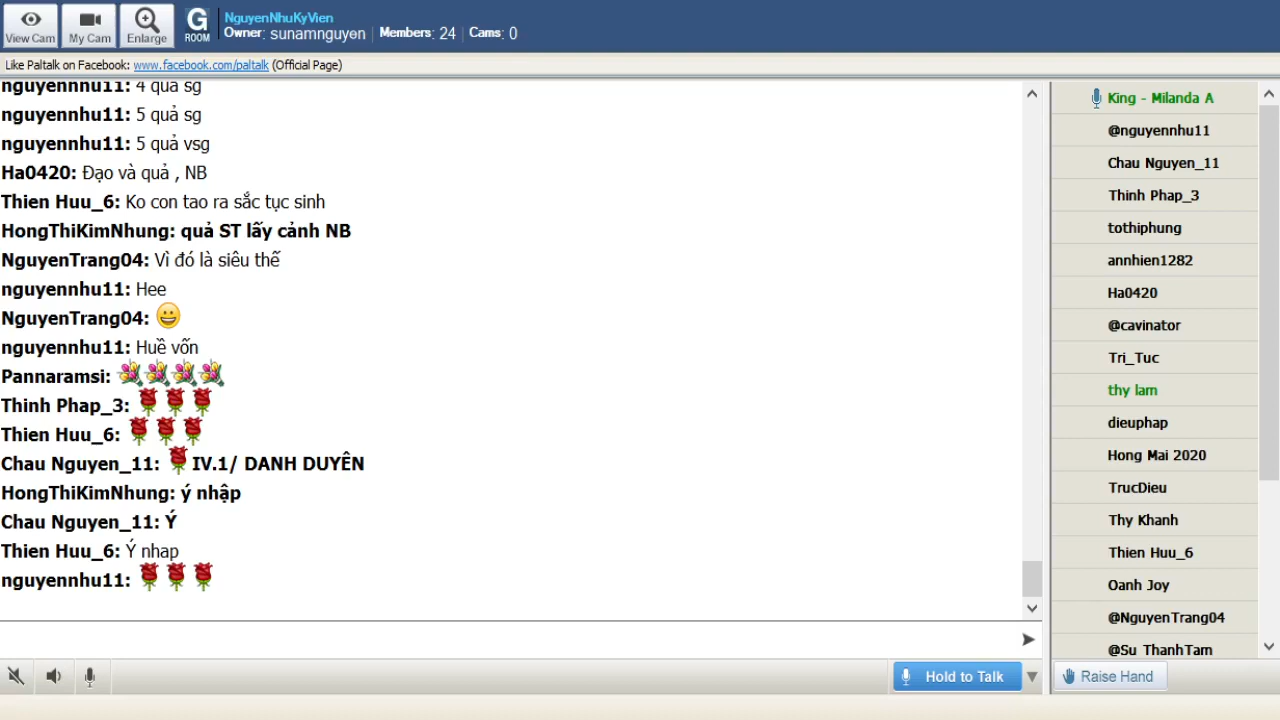 View Cam
My Cam
Enlarge
G
ROOM
NguyenNhuKyVien
Owner: sunamnguyen | Members: 24 | Cams: 0
Like Paltalk on Facebook: www.facebook.com/paltalk (Official Page)
nguyennhu11: 4 quả sg
nguyennhu11: 5 quả sg
nguyennhu11: 5 quả vsg
Ha0420: Đạo và quả , NB
Thien Huu_6: Ko con tao ra sắc tục sinh
HongThiKimNhung: quả ST lấy cảnh NB
NguyenTrang04: Vì đó là siêu thế
nguyennhu11: Hee
NguyenTrang04:
nguyennhu11: Huề vốn
Pannaramsi:
Thinh Phap_3:
Thien Huu_6:
Chau Nguyen_11: IV.1/ DANH DUYÊN
HongThiKimNhung: ý nhập
Chau Nguyen_11: Ý
Thien Huu_6: Ý nhap
nguyennhu11:
King - Milanda A
@nguyennhu11
Chau Nguyen_11
Thinh Phap_3
tothiphung
annhien1282
Ha0420
@cavinator
Tri_Tuc
thy lam
dieuphap
Hong Mai 2020
TrucDieu
Thy Khanh
Thien Huu_6
Oanh Joy
@NguyenTrang04
@Su ThanhTam
Hold to Talk
Raise Hand